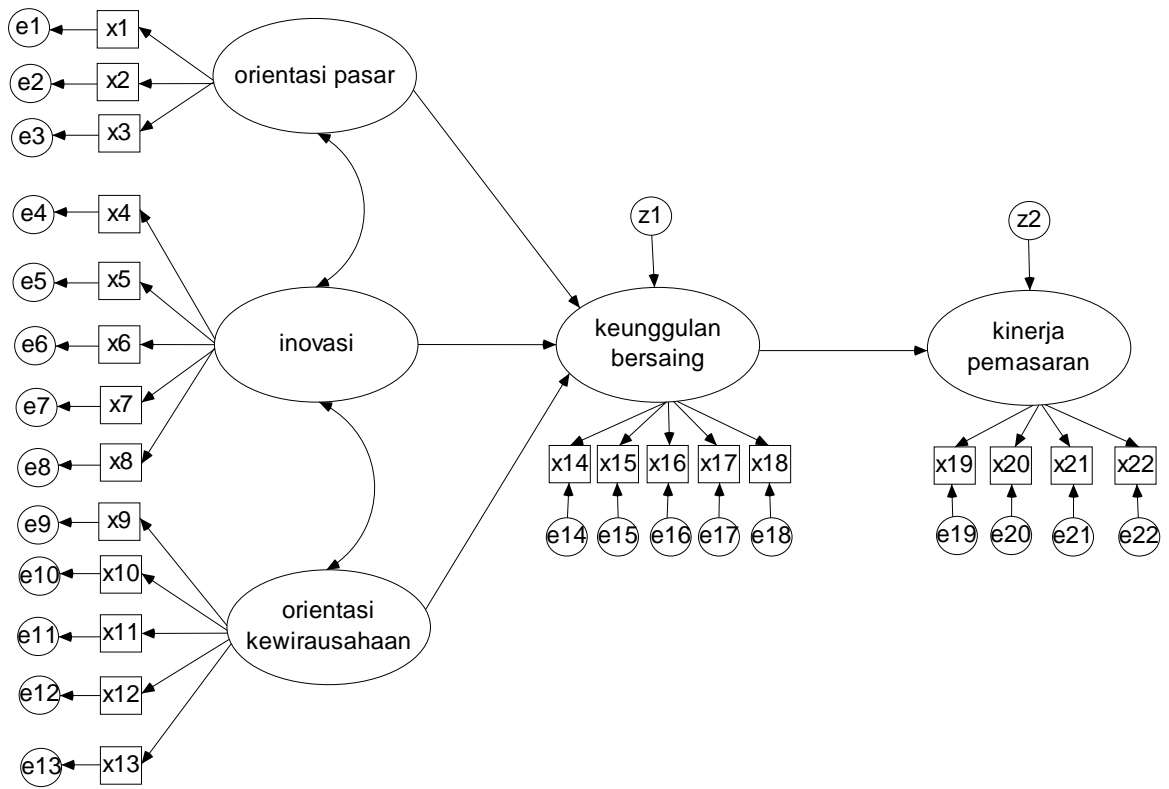 e1 x1
orientasi pasar
e2 x2
e3 x3
e4 x4
z1
z2
e5 x5
e6 x6
inovasi
keunggulan
bersaing
kinerja
pemasaran
e7 x7
e8 x8
x14 x15 x16 x17 x18
x19 x20 x21 x22
e9 x9
e14 e15 e16 e17 e18
e19 e20 e21 e22
e10 x10
orientasi
kewirausahaan
e11 x11
e12 x12
e13 x13